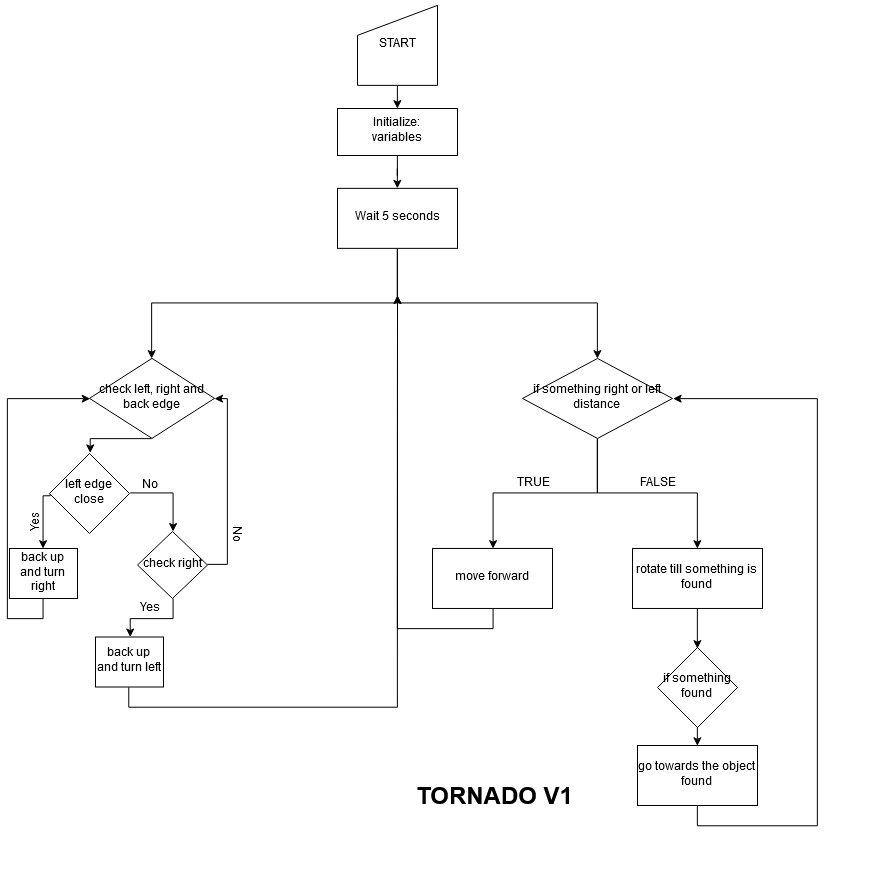 START
Initialize:
variables
Wait 5 seconds
check left, right and
back edge
if something right or left
distance
left edge
close
No
Yes
TRUE
FALSE
No
back up
and turn
right
check right
move forward
rotate till something is
found
Yes
back up
and turn left
if something
found
go towards the object
found
TORNADO V1